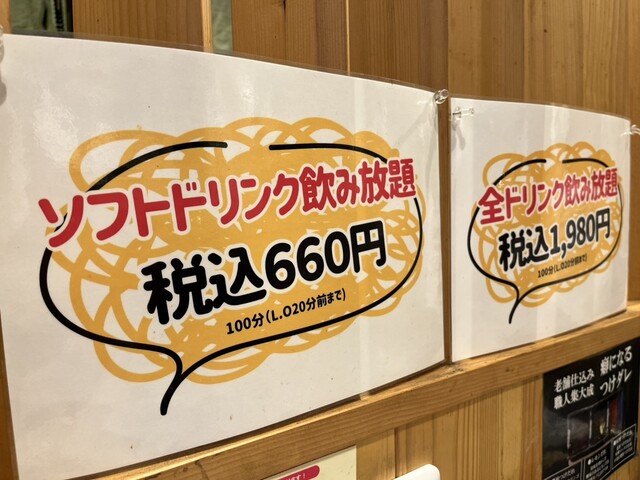 ソフトドリンク飲み放題
税込660円
100分(L.O20分前まで)
全ドリンク飲み放題
税込1,980円
100分(L.O20分前まで)
老舗仕込み
職人集大成
癖になる
つけダレ